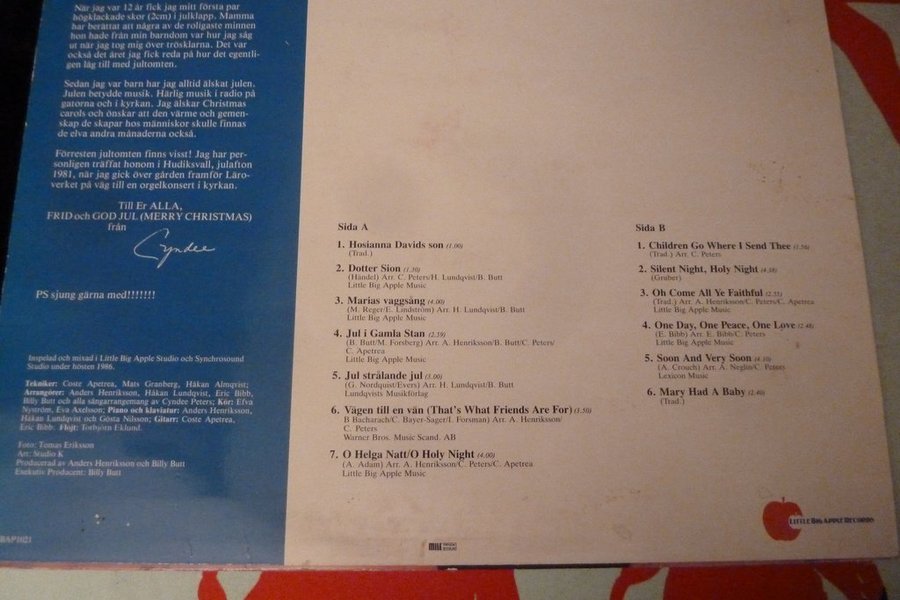 När jag var 12 år fick jag mitt första par
högklackade skor (2cm) i julklapp. Mamma
har berättat att några av de roligaste minnen
hon hade från min barndom var hur jag såg
ut när jag tog mig över trösklarna. Det var
också det året jag fick reda på hur det egentli-
gen låg till med jultomten.
Sedan jag var barn har jag alltid älskat julen.
Julen betydde musik. Härlig musik i radio på
gatorna och i kyrkan. Jag älskar Christmas
carols och önskar att den värme och gemen-
skap de skapar hos människor skulle finnas
de elva andra månaderna också.
Förresten jultomten finns visst! Jag har per-
sonligen träffat honom i Hudiksvall, julafton
1981, när jag gick över gården framför Läro-
verket på väg till en orgelkonsert i kyrkan.
Till Er ALLA,
FRID och GOD JUL (MERRY CHRISTMAS)
från
Cyndee
PS sjung gärna med!!!!!!!
Inspelad och mixad i Little Big Apple Studio och Synchrosound
Studio under hösten 1986.
Tekniker: Coste Apetrea, Mats Granberg, Håkan Almqvist;
Arrangörer: Anders Henriksson, Håkan Lundqvist, Eric Bibb,
Billy Butt och alla sångarrangemang av Cyndee Peters; Kör: Efva
Nyström, Eva Axelsson; Piano och klaviatur: Anders Henriksson,
Håkan Lundqvist och Gösta Nilsson; Gitarr: Coste Apetrea,
Eric Bibb. Flöjt: Torbjörn Eklund.
Foto: Tomas Eriksson
Art: Studio K
Producerad av Anders Henriksson och Billy Butt
Exekutiv Producent: Billy Butt
BAP1021
Sida A
1. Hosianna Davids son (1.00)
(Trad.)
2. Dotter Sion (1.30)
(Händel) Arr. C. Peters/H. Lundqvist/B. Butt
Little Big Apple Music
3. Marias vaggsång (4.00)
(M. Reger/E. Lindström) Arr. H. Lundqvist/B. Butt
Little Big Apple Music
4. Jul i Gamla Stan (2.39)
(B. Butt/M. Forsberg) Arr. A. Henriksson/B. Butt/C. Peters/
C. Apetrea
Little Big Apple Music
5. Jul strålande jul (3.00)
(G. Nordquist/Evers) Arr. H. Lundqvist/B. Butt
Lundqvists Musikförlag
6. Vägen till en vän (That's What Friends Are For) (3.50)
B Bacharach/C. Bayer-Sager/I. Forsman) Arr. A. Henriksson/
C. Peters
Warner Bros. Music Scand. AB
7. O Helga Natt/O Holy Night (4.00)
(A. Adam) Arr. A. Henriksson/C. Peters/C. Apetrea
Little Big Apple Music
Sida B
1. Children Go Where I Send Thee
(Trad.) Arr. C. Peters
2. Silent Night, Holy Night (4.38)
(Gruber)
3. Oh Come All Ye Faithful (2.55)
(Trad.) Arr. A. Henriksson/C. Peters/C. Apetrea
Little Big Apple Music
4. One Day, One Peace, One Love (2.48)
(E. Bibb) Arr. E. Bibb/C. Peters
Little Big Apple Music
5. Soon And Very Soon (4.10)
(A. Crouch) Arr. A. Neglin/C. Peters
Lexicon Music
6. Mary Had A Baby (2.40)
(Trad.)
LITTLE BIG APPLE RECORDS